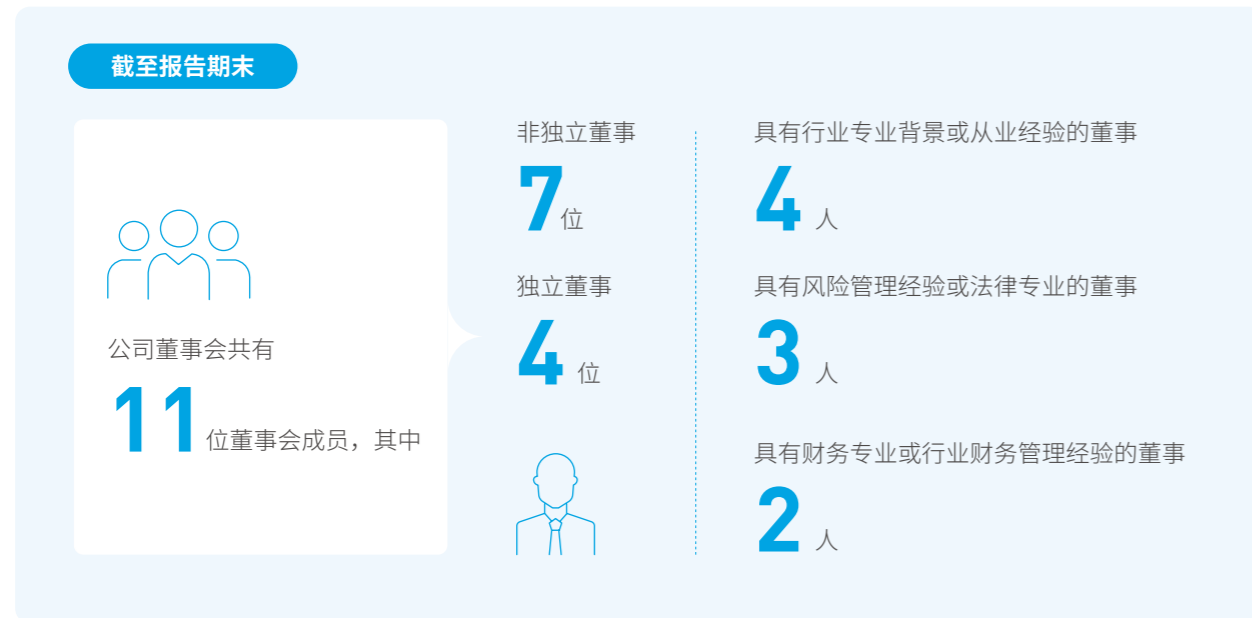 截至报告期末
公司董事会共有
11位董事会成员，其中
非独立董事
7位
独立董事
4 位
具有行业专业背景或从业经验的董事
4 人
具有风险管理经验或法律专业的董事
3 人
具有财务专业或行业财务管理经验的董事
2 人